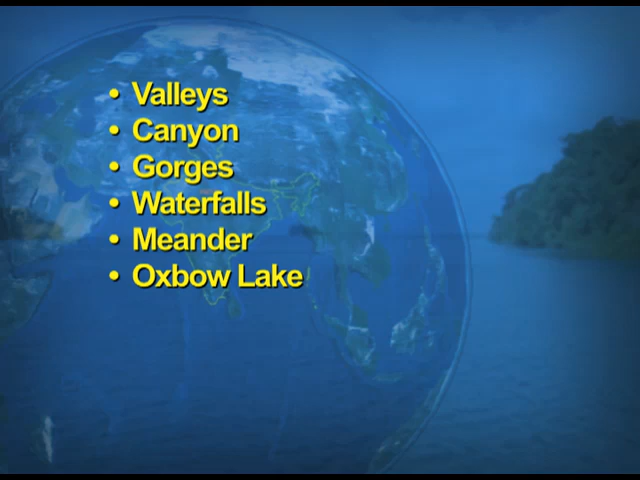 • Valleys
• Canyon
• Gorges
• Waterfalls
• Meander
• Oxbow Lake